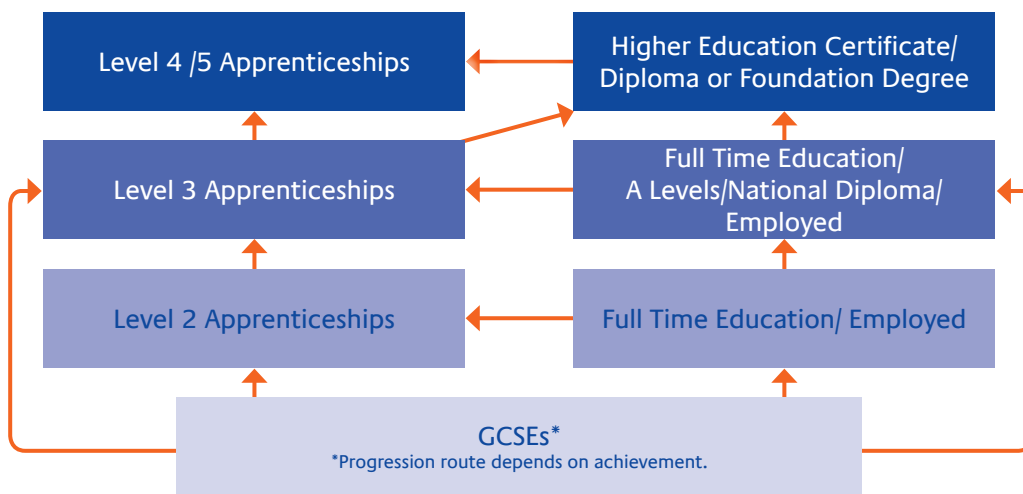 Level 4 /5 Apprenticeships
Higher Education Certificate/
Diploma or Foundation Degree
Level 3 Apprenticeships
Full Time Education/
A Levels/National Diploma/
Employed
Level 2 Apprenticeships
Full Time Education/ Employed
GCSEs*
*Progression route depends on achievement.